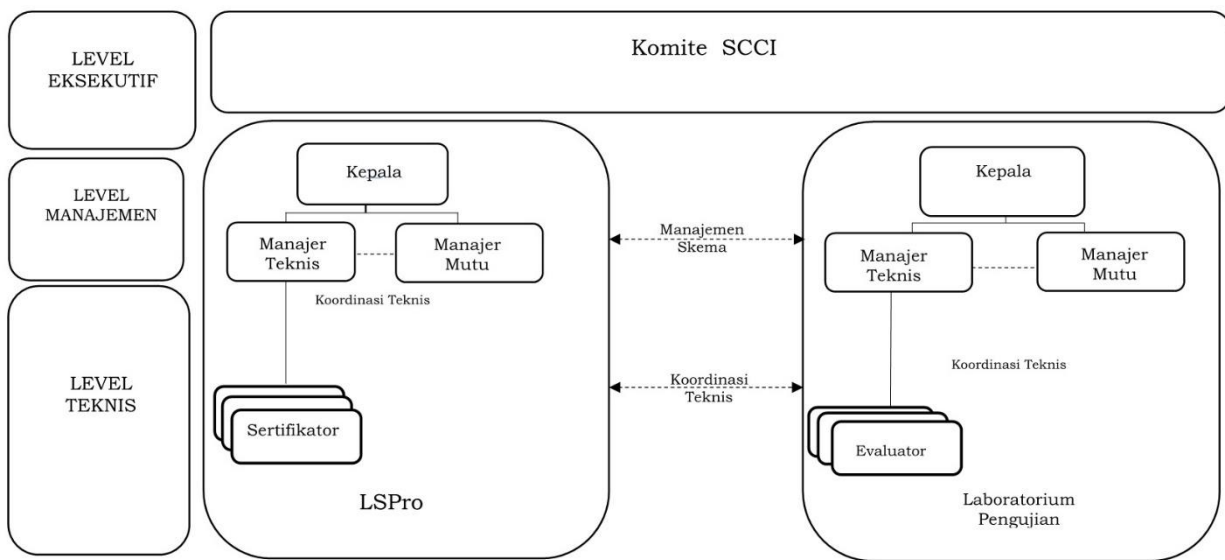 LEVEL
EKSEKUTIF
Komite SCCI
LEVEL
MANAJEMEN
Kepala
Manajer
Teknis
Manajer
Mutu
Koordinasi Teknis
Manajemen
Skema
Kepala
Manajer
Teknis
Manajer
Mutu
LEVEL
TEKNIS
Sertifikator
LSPro
Koordinasi
Teknis
Koordinasi Teknis
Evaluator
Laboratorium
Pengujian